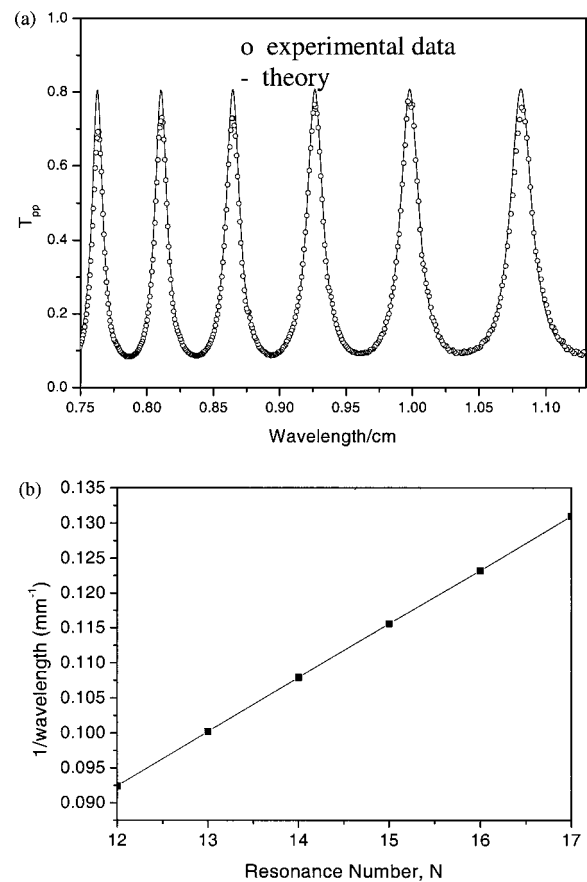 (a)
1.0
o experimental data
- theory
0.8
0.6
0.4
0.2
0.0
Tpp
0.75 0.80 0.85 0.90 0.95 1.00 1.05 1.10
Wavelength/cm
(b)
0.135
0.130
0.125
0.120
0.115
0.110
0.105
0.100
0.095
0.090
1/wavelength (mm⁻¹)
12 13 14 15 16 17
Resonance Number, N